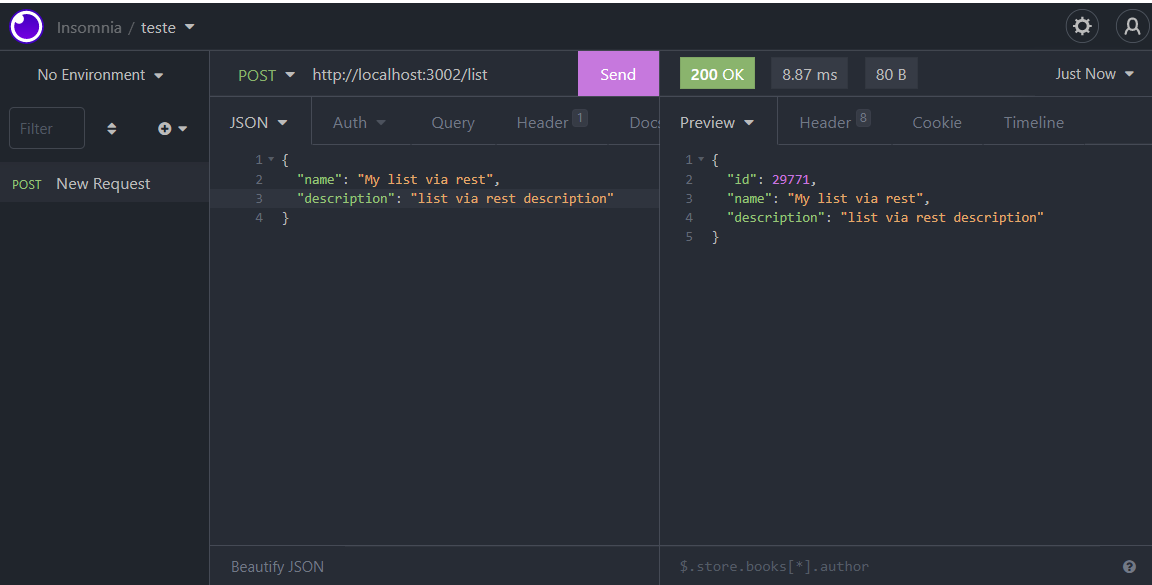 Insomnia / teste
No Environment
POST http://localhost:3002/list Send
200 OK 8.87 ms 80 B Just Now
Filter
JSON Auth Query Header 1 Docs
Preview Header 8 Cookie Timeline
POST New Request
1 {
2 "name": "My list via rest",
3 "description": "list via rest description"
4 }
1 {
2 "id": 29771,
3 "name": "My list via rest",
4 "description": "list via rest description"
5 }
Beautify JSON
$.store.books[*].author